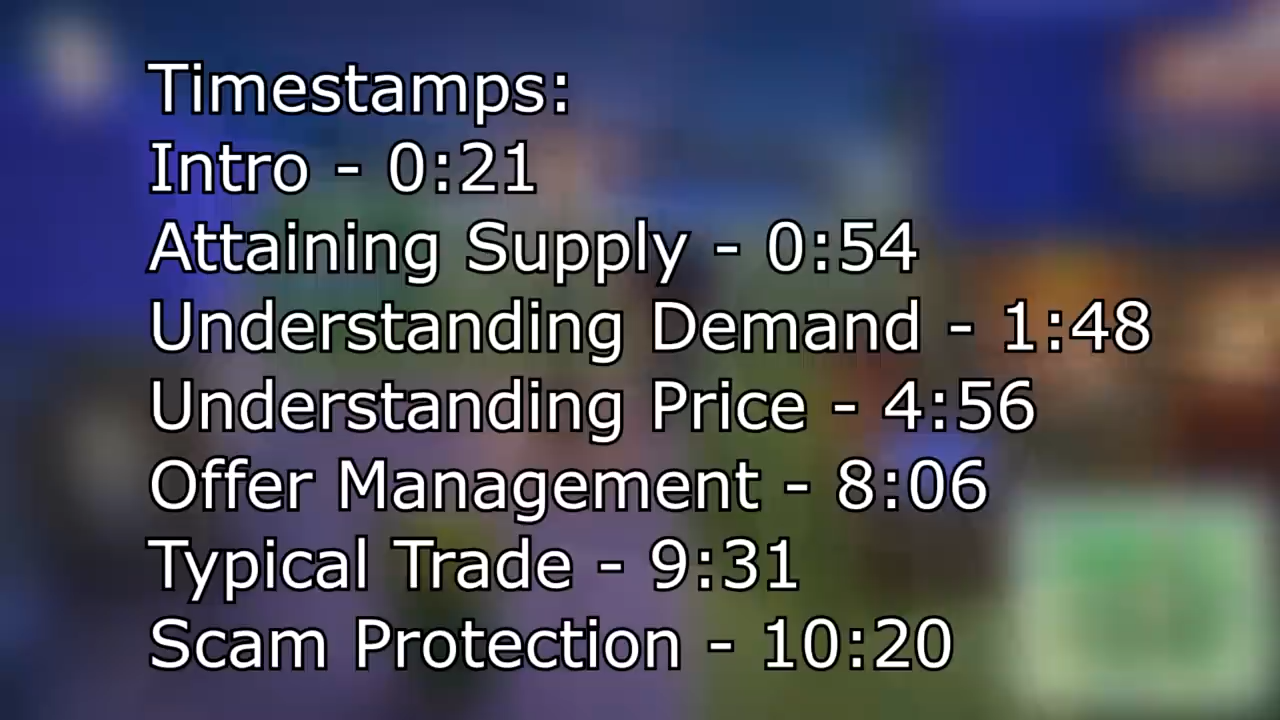 Timestamps:
Intro - 0:21
Attaining Supply - 0:54
Understanding Demand - 1:48
Understanding Price - 4:56
Offer Management - 8:06
Typical Trade - 9:31
Scam Protection - 10:20